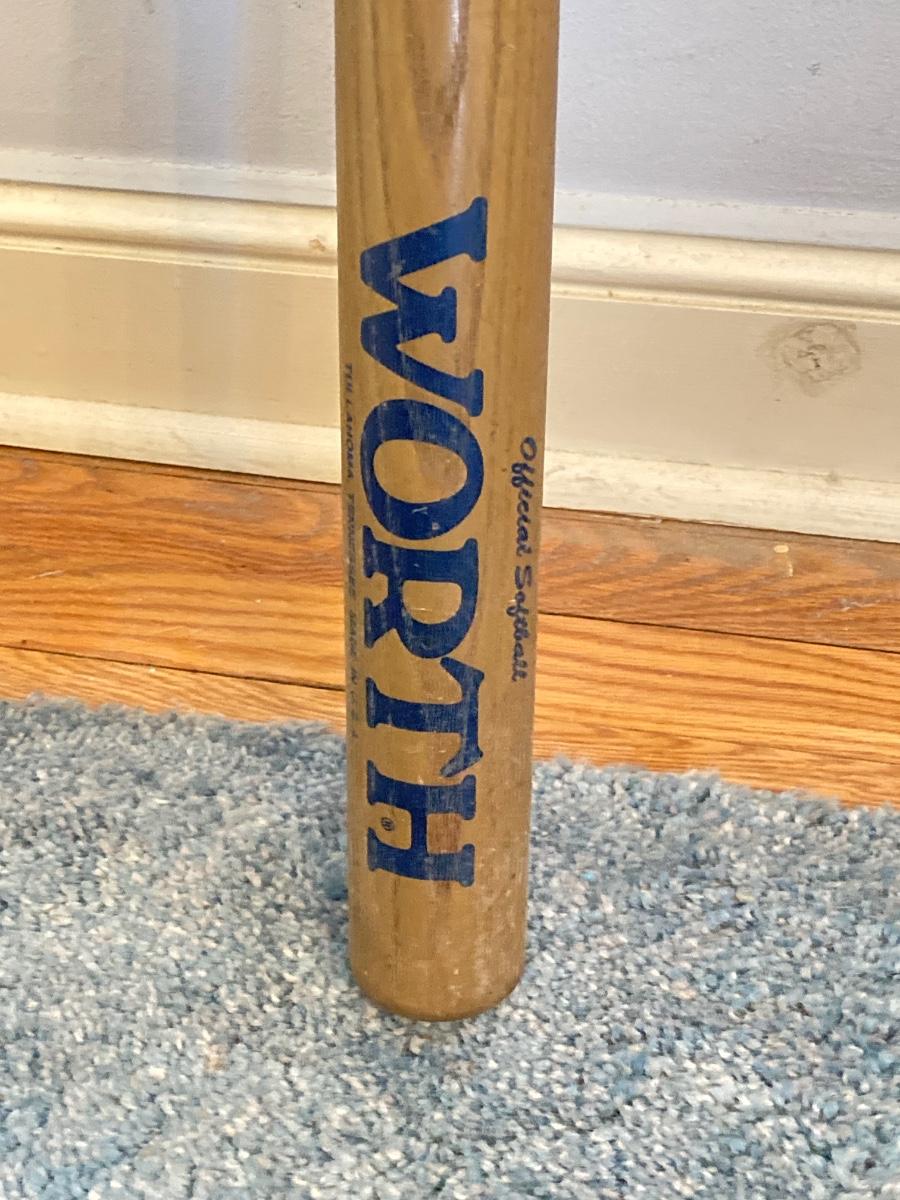 Official Softball
WORTH®
TULLAHOMA, TENNESSEE MADE IN U.S.A.